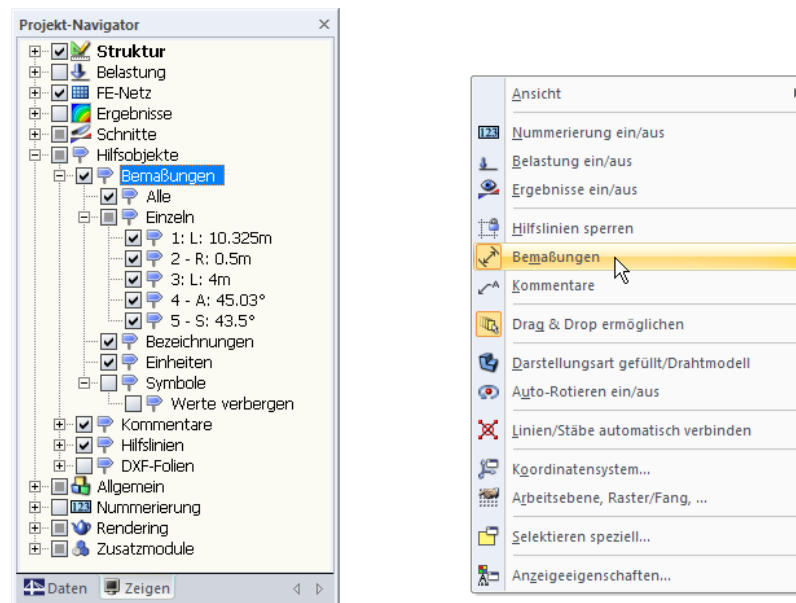 Projekt-Navigator
Struktur
Belastung
FE-Netz
Ergebnisse
Schnitte
Hilfsobjekte
Bemaßungen
Alle
Einzeln
1: L: 10.325m
2 - R: 0.5m
3: L: 4m
4 - A: 45.03°
5 - S: 43.5°
Bezeichnungen
Einheiten
Symbole
Werte verbergen
Kommentare
Hilfslinien
DXF-Folien
Allgemein
123 Nummerierung
Rendering
Zusatzmodule
Daten Zeigen
Ansicht
123 Nummerierung ein/aus
Belastung ein/aus
Ergebnisse ein/aus
Hilfslinien sperren
Bemaßungen
Kommentare
Drag & Drop ermöglichen
Darstellungsart gefüllt/Drahtmodell
Auto-Rotieren ein/aus
Linien/Stäbe automatisch verbinden
Koordinatensystem...
Arbeitsebene, Raster/Fang, ...
Selektieren speziell...
Anzeigeeigenschaften...